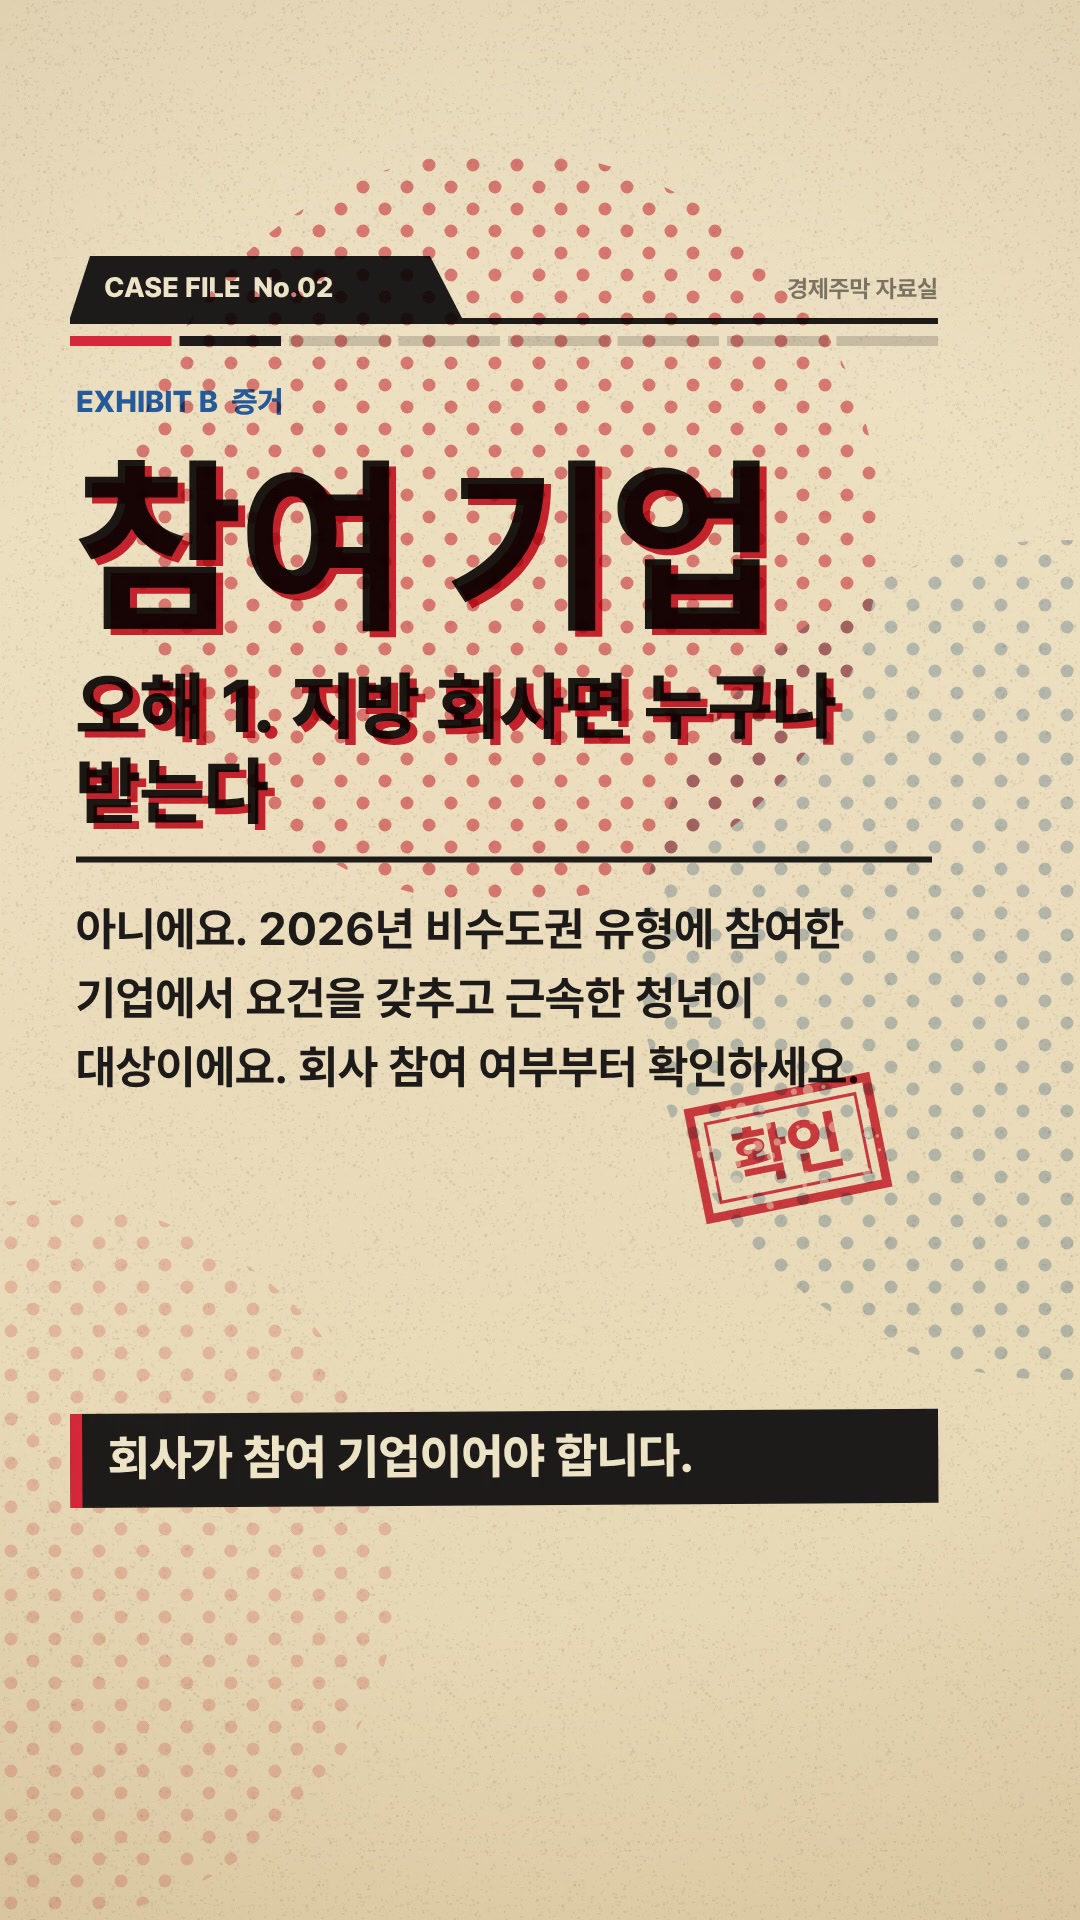 CASE FILE No.02
경제주막 자료실
EXHIBIT B 증거
참여 기업
오해 1. 지방 회사면 누구나
받는다
아니에요. 2026년 비수도권 유형에 참여한
기업에서 요건을 갖추고 근속한 청년이
대상이에요. 회사 참여 여부부터 확인하세요.
확인
회사가 참여 기업이어야 합니다.